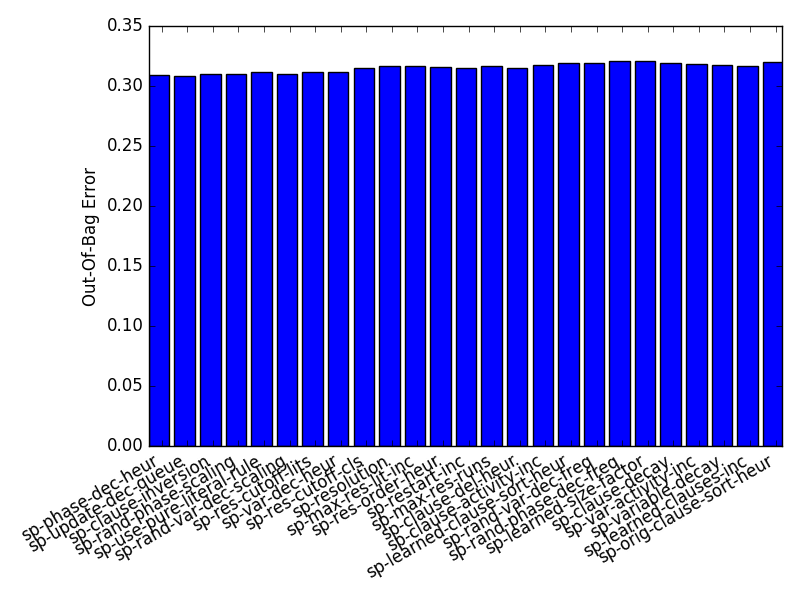 0.35
0.30
0.25
0.20
0.15
0.10
0.05
0.00
Out-Of-Bag Error
sp-phase-dec-heur
sp-update-dec-queue
sp-clause-inversion
sp-rand-phase-scaling
sp-use-pure-literal-rule
sp-rand-var-dec-scaling
sp-res-cutoff-lits
sp-var-dec-heur
sp-res-cutoff-cls
sp-resolution
sp-max-res-lit-inc
sp-res-order-heur
sp-restart-inc
sp-max-res-runs
sp-clause-del-heur
sp-clause-activity-inc
sp-learned-clause-sort-heur
sp-rand-var-dec-freq
sp-rand-phase-dec-freq
sp-learned-size-factor
sp-clause-decay
sp-var-activity-inc
sp-variable-decay
sp-learned-clauses-inc
sp-orig-clause-sort-heur